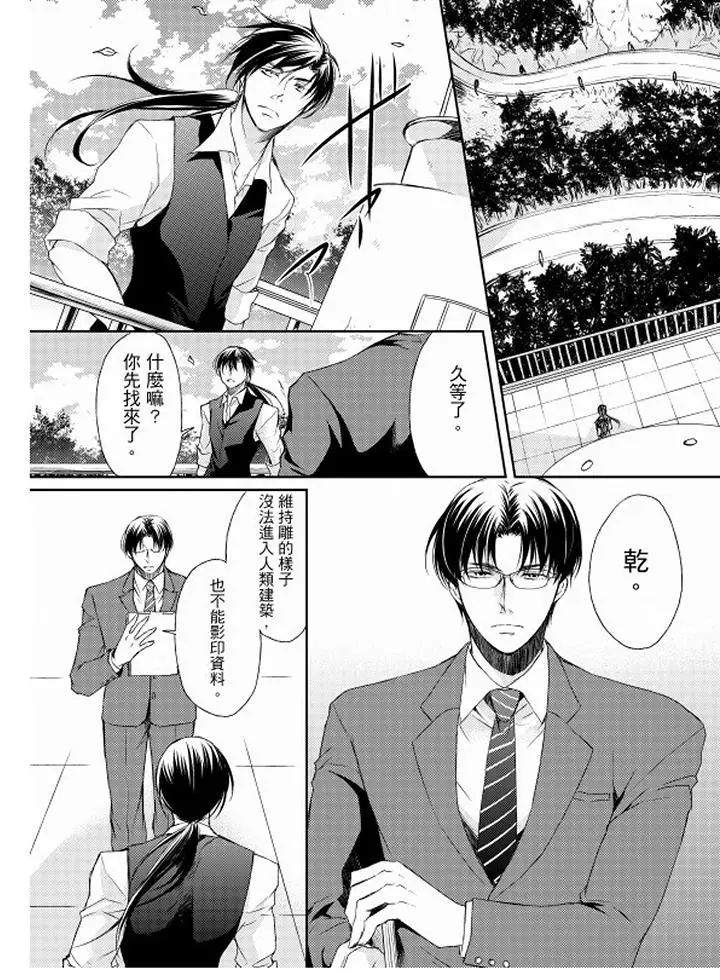 久等了。
什麼嘛？
你先找來了。
乾。
維持雕的樣子
沒法進入人類建築，
也不能影印資料。